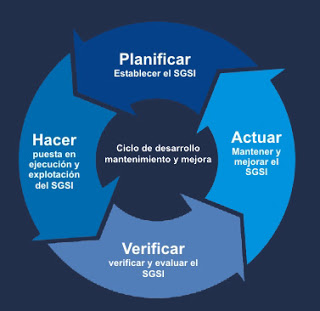 Planificar
Establecer el SGSI
Hacer
puesta en
ejecución y
explotación
del SGSI
Ciclo de desarrollo
mantenimiento y mejora
Actuar
Mantener y
mejorar el
SGSI
Verificar
verificar y evaluar el
SGSI